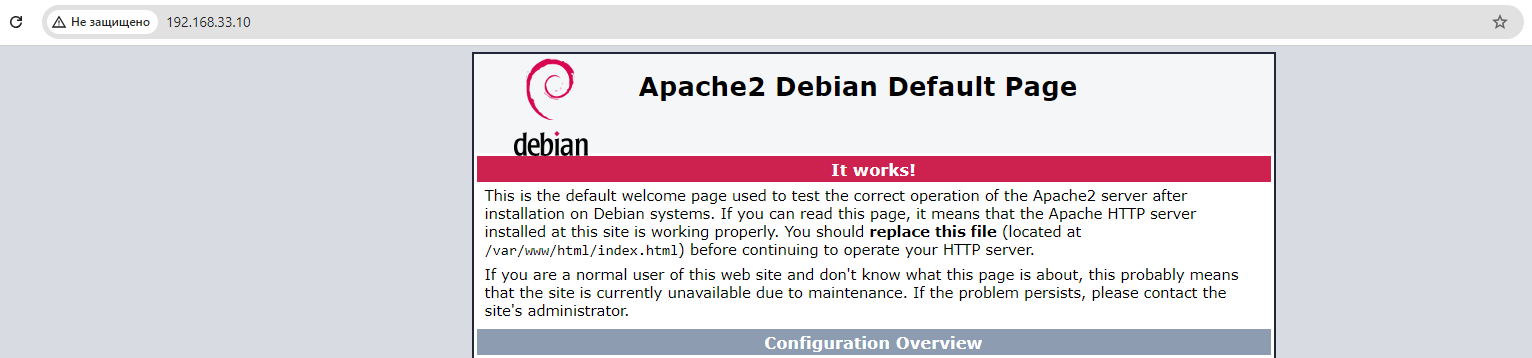 Не защищено 192.168.33.10
Apache2 Debian Default Page
debian
It works!
This is the default welcome page used to test the correct operation of the Apache2 server after
installation on Debian systems. If you can read this page, it means that the Apache HTTP server
installed at this site is working properly. You should replace this file (located at
/var/www/html/index.html) before continuing to operate your HTTP server.
If you are a normal user of this web site and don't know what this page is about, this probably means
that the site is currently unavailable due to maintenance. If the problem persists, please contact the
site's administrator.
Configuration Overview